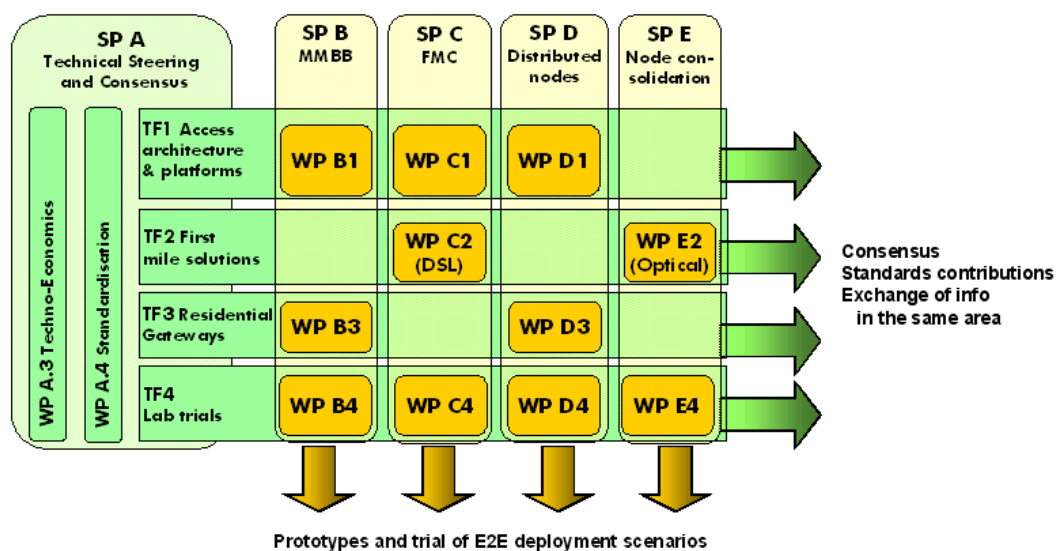 SP A
Technical Steering
and Consensus
SP B
MMBB
SP C
FMC
SP D
Distributed
nodes
SP E
Node con-
solidation
WP A.3 Techno-Economics
WP A.4 Standardisation
TF1 Access
architecture
& platforms
WP B1
WP C1
WP D1
TF2 First
mile solutions
WP C2
(DSL)
WP E2
(Optical)
TF3 Residential
Gateways
WP B3
WP D3
TF4
Lab trials
WP B4
WP C4
WP D4
WP E4
Consensus
Standards contributions
Exchange of info
in the same area
Prototypes and trial of E2E deployment scenarios